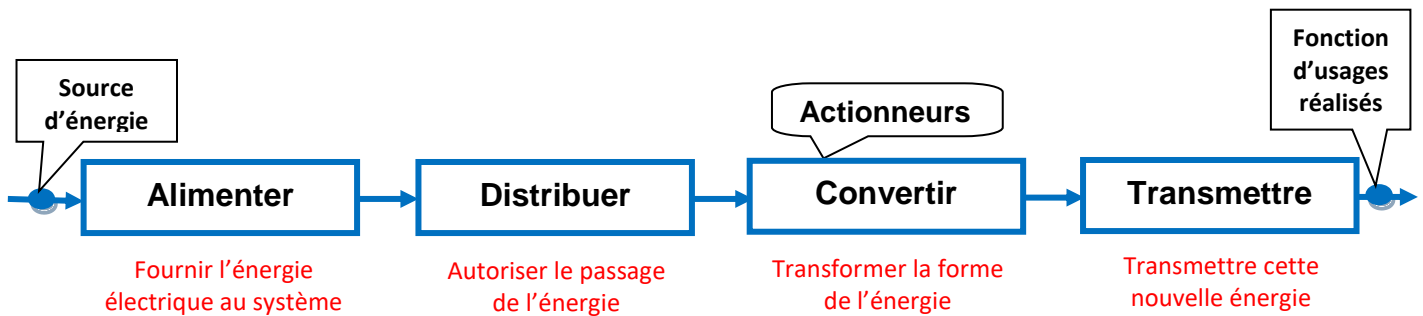 Source
d’énergie
Alimenter
Fournir l’énergie
électrique au système
Distribuer
Autoriser le passage
de l’énergie
Actionneurs
Convertir
Transformer la forme
de l’énergie
Fonction
d’usages
réalisés
Transmettre
Transmettre cette
nouvelle énergie